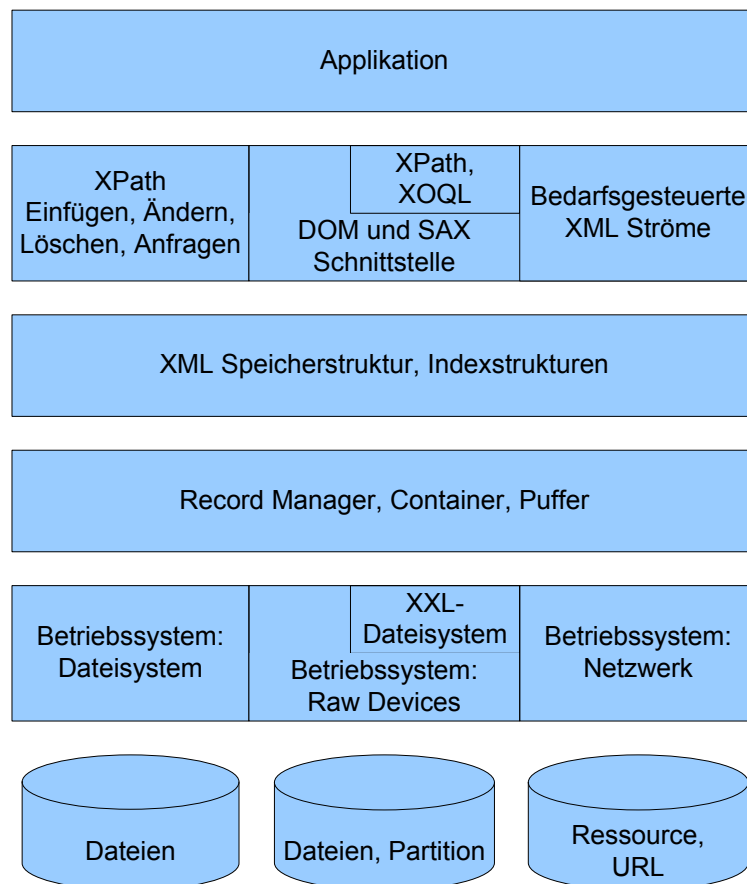 Applikation
XPath
Einfügen, Ändern,
Löschen, Anfragen
XPath,
XOQL
DOM und SAX
Schnittstelle
Bedarfsgesteuerte
XML Ströme
XML Speicherstruktur, Indexstrukturen
Record Manager, Container, Puffer
Betriebssystem:
Dateisystem
XXL-
Dateisystem
Betriebssystem:
Raw Devices
Betriebssystem:
Netzwerk
Dateien
Dateien, Partition
Ressource,
URL